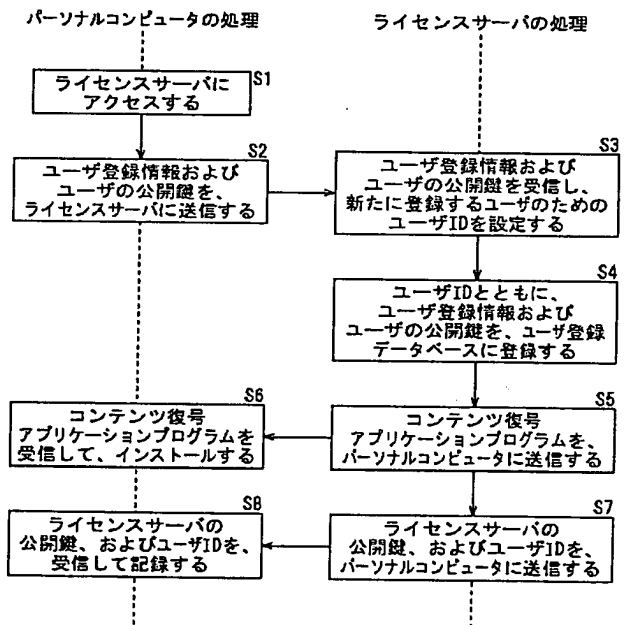 パーソナルコンピュータの処理
ライセンスサーバの処理
S1
ライセンスサーバに
アクセスする
S2
ユーザ登録情報および
ユーザの公開鍵を、
ライセンスサーバに送信する
S3
ユーザ登録情報および
ユーザの公開鍵を受信し、
新たに登録するユーザのための
ユーザIDを設定する
S4
ユーザIDとともに、
ユーザ登録情報および
ユーザの公開鍵を、ユーザ登録
データベースに登録する
S6
コンテンツ復号
アプリケーションプログラムを
受信して、インストールする
S5
コンテンツ復号
アプリケーションプログラムを、
パーソナルコンピュータに送信する
S8
ライセンスサーバの
公開鍵、およびユーザIDを、
受信して記録する
S7
ライセンスサーバの
公開鍵、およびユーザIDを、
パーソナルコンピュータに送信する